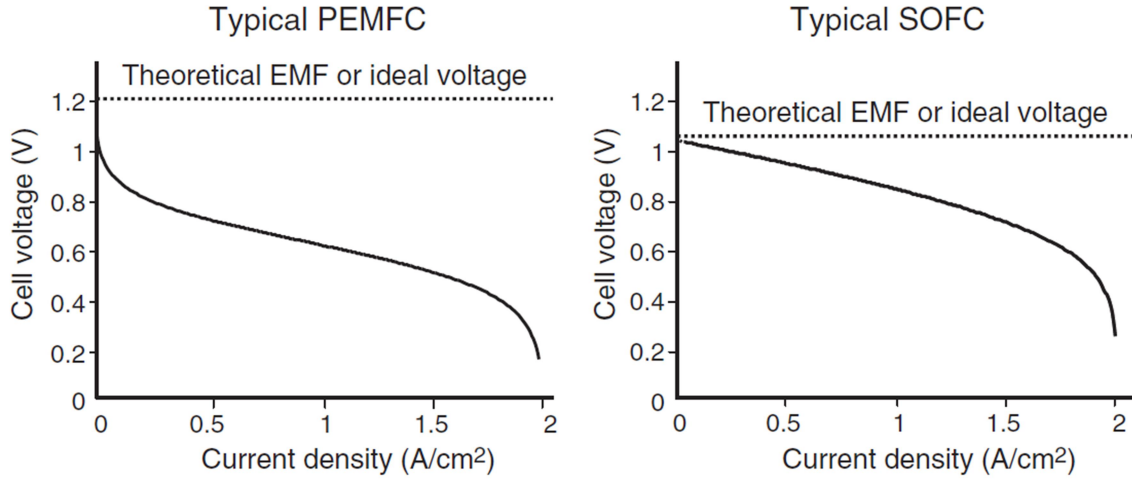 Typical PEMFC
Theoretical EMF or ideal voltage
Cell voltage (V)
1.2
1
0.8
0.6
0.4
0.2
0
0 0.5 1 1.5 2
Current density (A/cm²)
Typical SOFC
Theoretical EMF or ideal voltage
Cell voltage (V)
1.2
1
0.8
0.6
0.4
0.2
0
0 0.5 1 1.5 2
Current density (A/cm²)